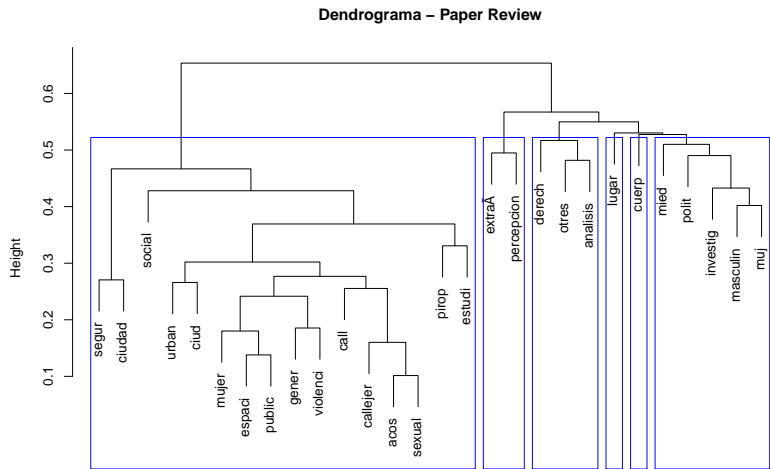 Dendrograma – Paper Review
Height
0.6
0.5
0.4
0.3
0.2
0.1
segur
ciudad
social
urban
ciud
mujer
espaci
public
gener
violenci
call
callejer
acos
sexual
pirop
estudi
extraÃ
percepcion
derech
otres
analisis
lugar
cuerp
mied
polit
investig
masculin
muj